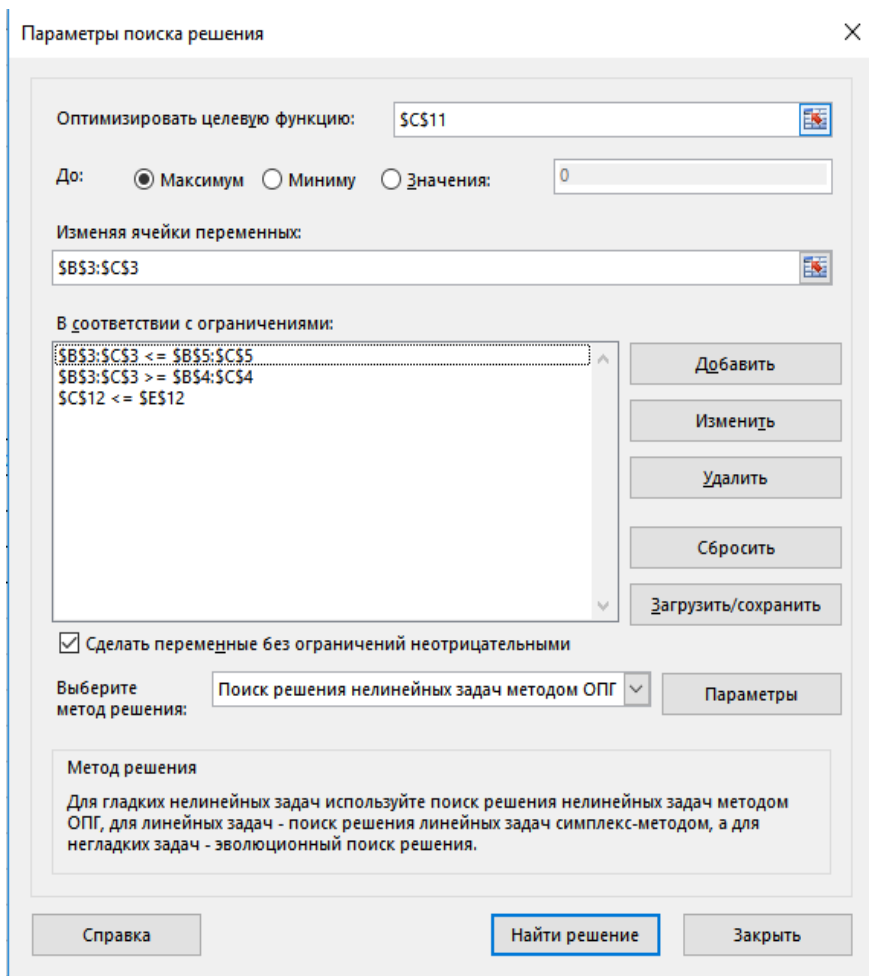 Параметры поиска решения
Оптимизировать целевую функцию: $C$11
До: Максимум Миниму Значения: 0
Изменяя ячейки переменных:
$B$3:$C$3
В соответствии с ограничениями:
$B$3:$C$3 <= $B$5:$C$5
$B$3:$C$3 >= $B$4:$C$4
$C$12 <= $E$12
Добавить
Изменить
Удалить
Сбросить
Загрузить/сохранить
Сделать переменные без ограничений неотрицательными
Выберите
метод решения:
Поиск решения нелинейных задач методом ОПГ
Параметры
Метод решения
Для гладких нелинейных задач используйте поиск решения нелинейных задач методом
ОПГ, для линейных задач - поиск решения линейных задач симплекс-методом, а для
негладких задач - эволюционный поиск решения.
Справка
Найти решение
Закрыть